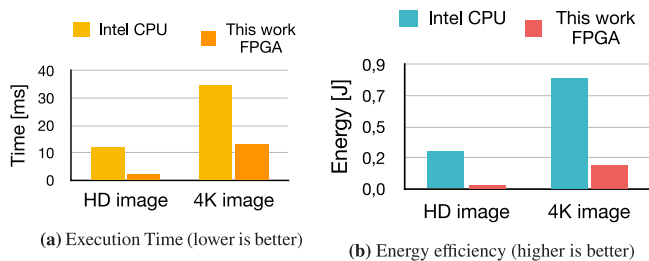 Intel CPU
This work
FPGA
Time [ms]
40
30
20
10
0
HD image
4K image
(a) Execution Time (lower is better)
Intel CPU
This work
FPGA
Energy [J]
0,9
0,7
0,5
0,2
0,0
HD image
4K image
(b) Energy efficiency (higher is better)